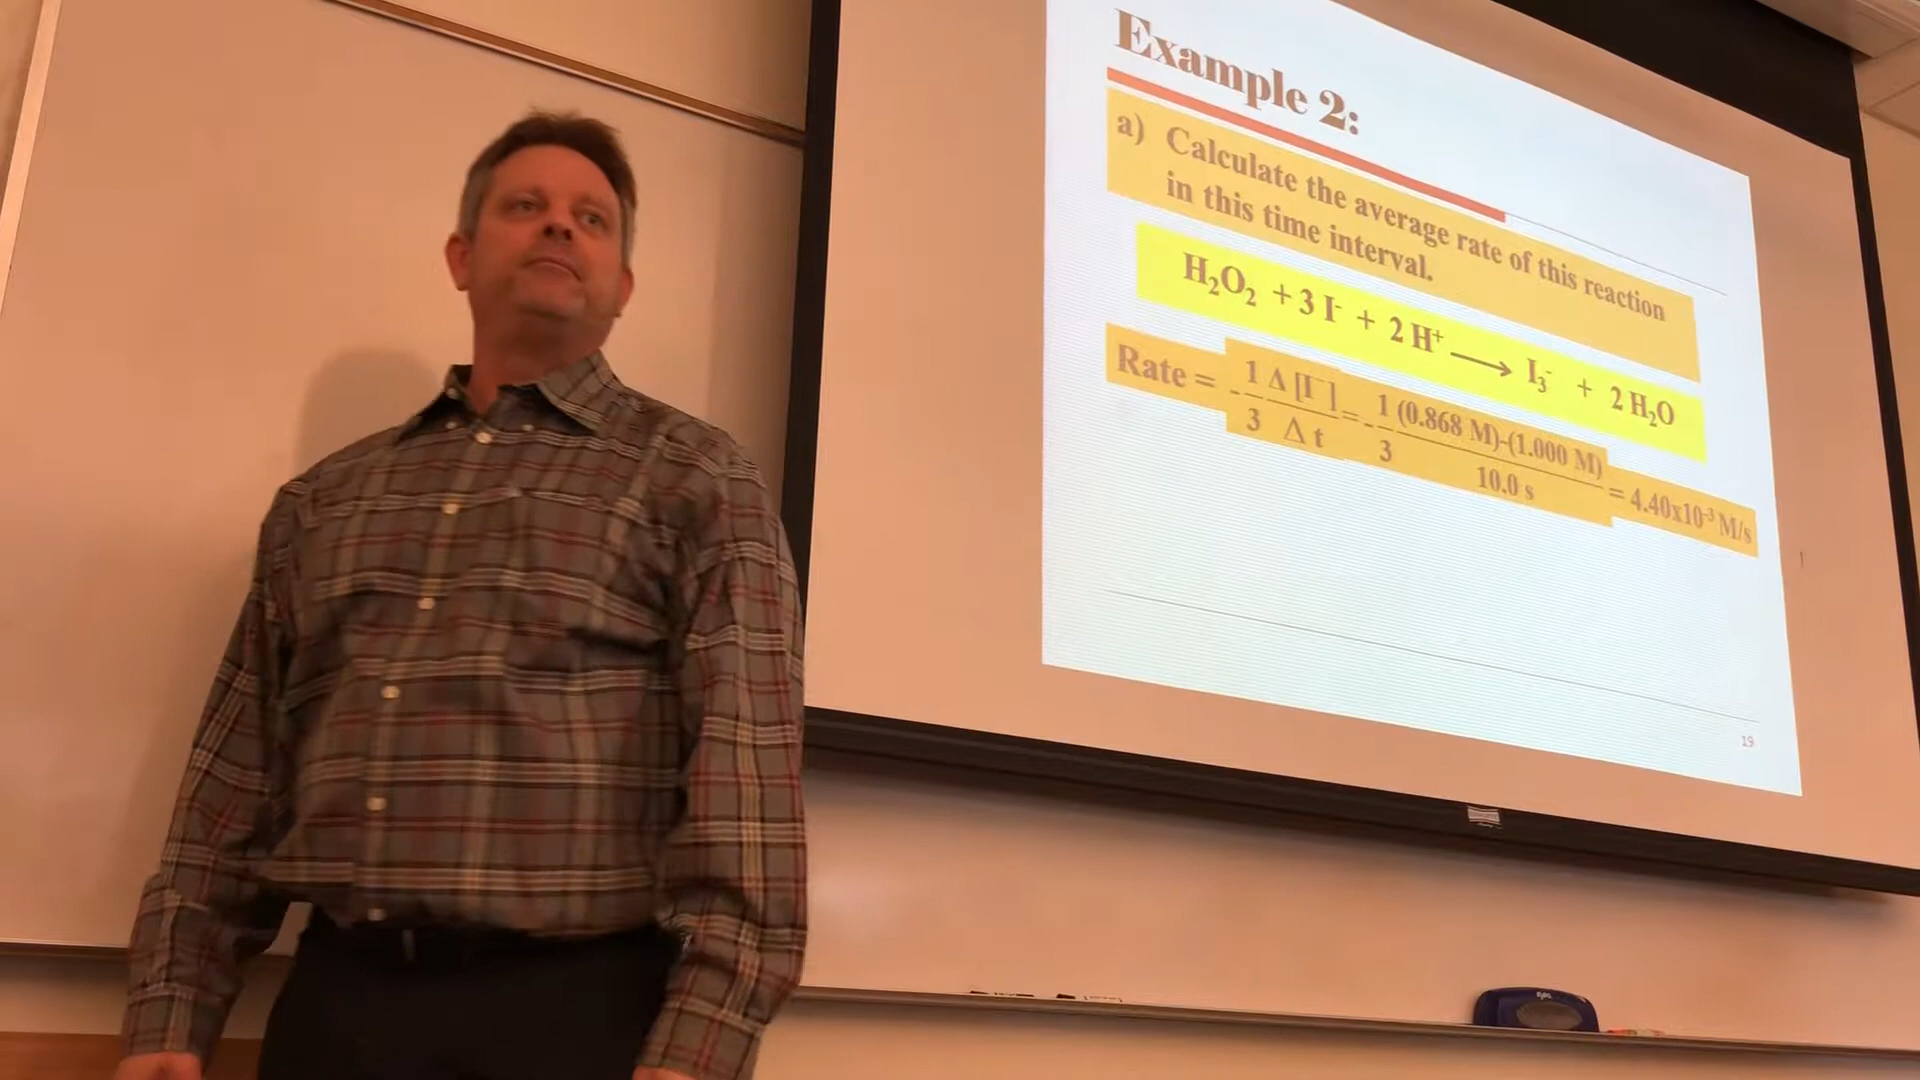 Example 2:
a) Calculate the average rate of this reaction
in this time interval.
H₂O₂ + 3 I⁻ + 2 H⁺ ⟶ I₃⁻ + 2 H₂O
Rate = -1/3 Δ[I⁻]/Δt = -1/3 (0.868 M)-(1.000 M)/10.0 s = 4.40x10⁻³ M/s
19